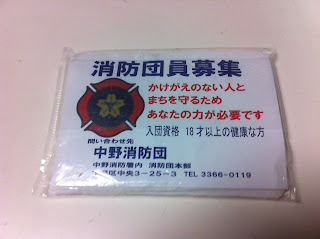 消防団員募集
かけがえのない人と
まちを守るため
あなたの力が必要です
入団資格 18才以上の健康な方
問い合わせ先
中野消防団
中野消防署内 消防団本部
区中央3-25-3 TEL 3366-0119